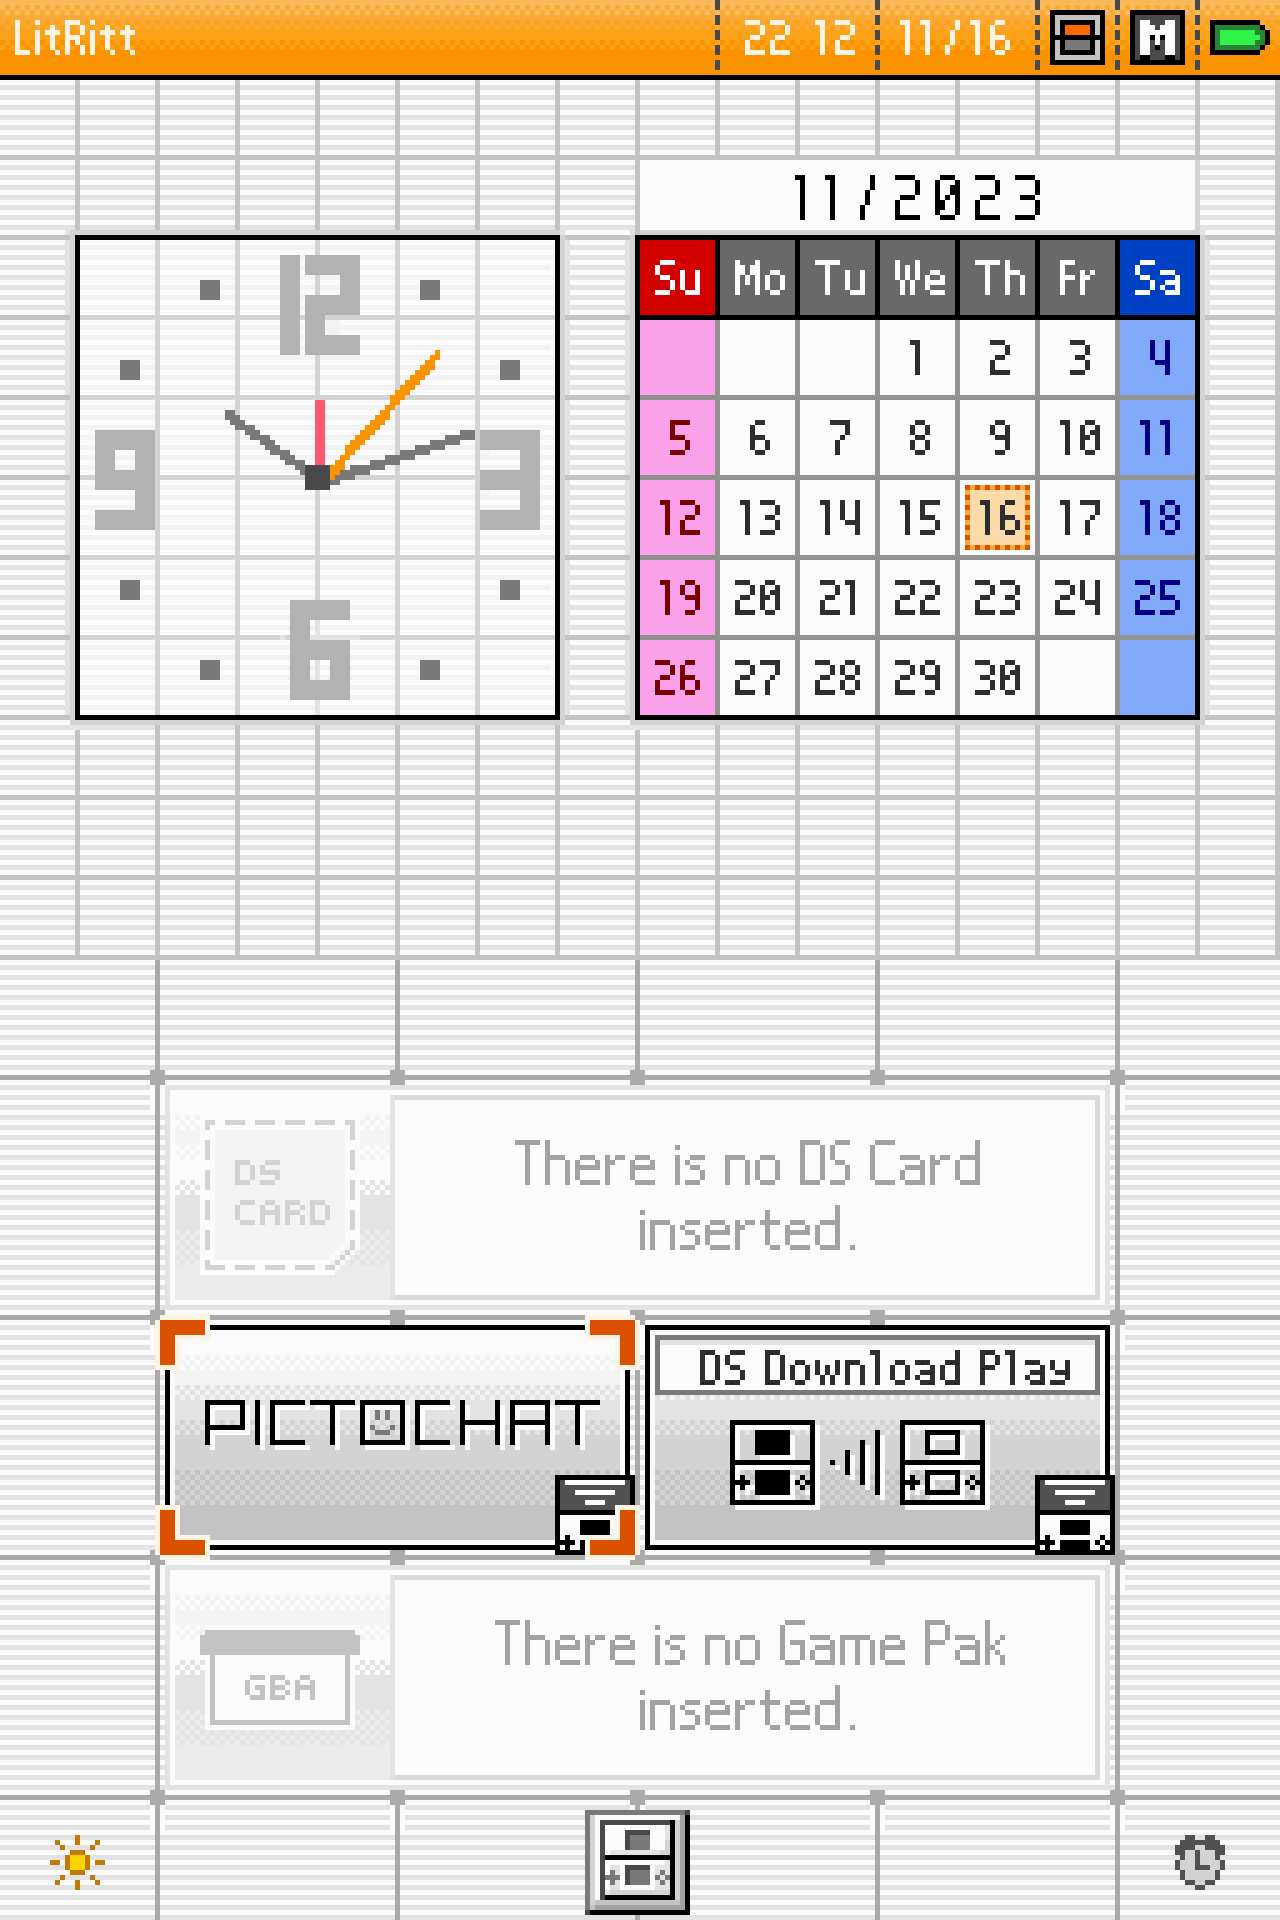 LitRitt 22 12 11/16 M
11/2023
12
9 3
6
Su Mo Tu We Th Fr Sa
1 2 3 4
5 6 7 8 9 10 11
12 13 14 15 16 17 18
19 20 21 22 23 24 25
26 27 28 29 30
DS
CARD
There is no DS Card
inserted.
PICTOCHAT
DS Download Play
GBA
There is no Game Pak
inserted.